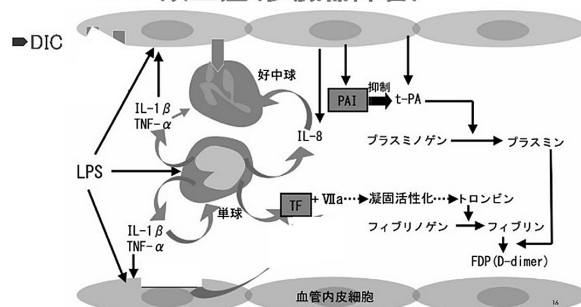 DIC
好中球
IL-1β
TNF-α
PAI
抑制
t-PA
IL-8
プラスミノゲン
プラスミン
LPS
TF
+ Ⅶa
凝固活性化
トロンビン
単球
フィブリノゲン
フィブリン
IL-1β
TNF-α
FDP(D-dimer)
血管内皮細胞
16